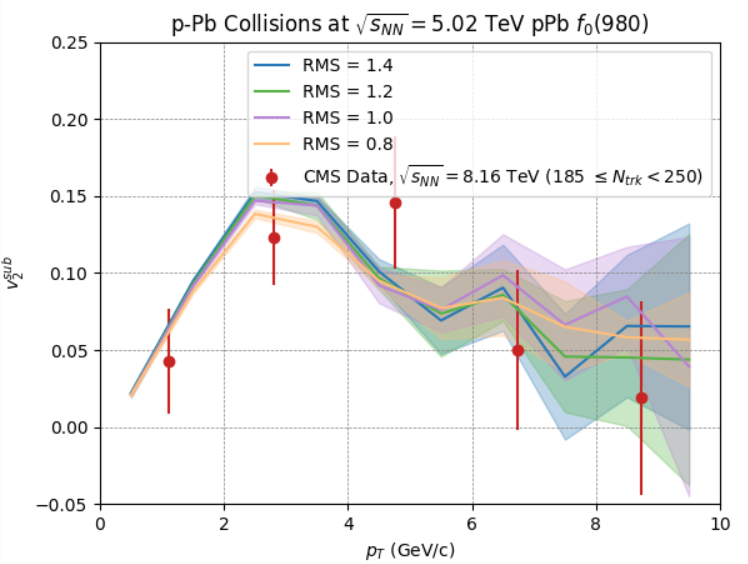 p-Pb Collisions at √s_NN = 5.02 TeV pPb f₀(980)
RMS = 1.4
RMS = 1.2
RMS = 1.0
RMS = 0.8
CMS Data, √s_NN = 8.16 TeV (185 ≤ N_trk < 250)
v₂^sub
0.25
0.20
0.15
0.10
0.05
0.00
−0.05
0 2 4 6 8 10
p_T (GeV/c)